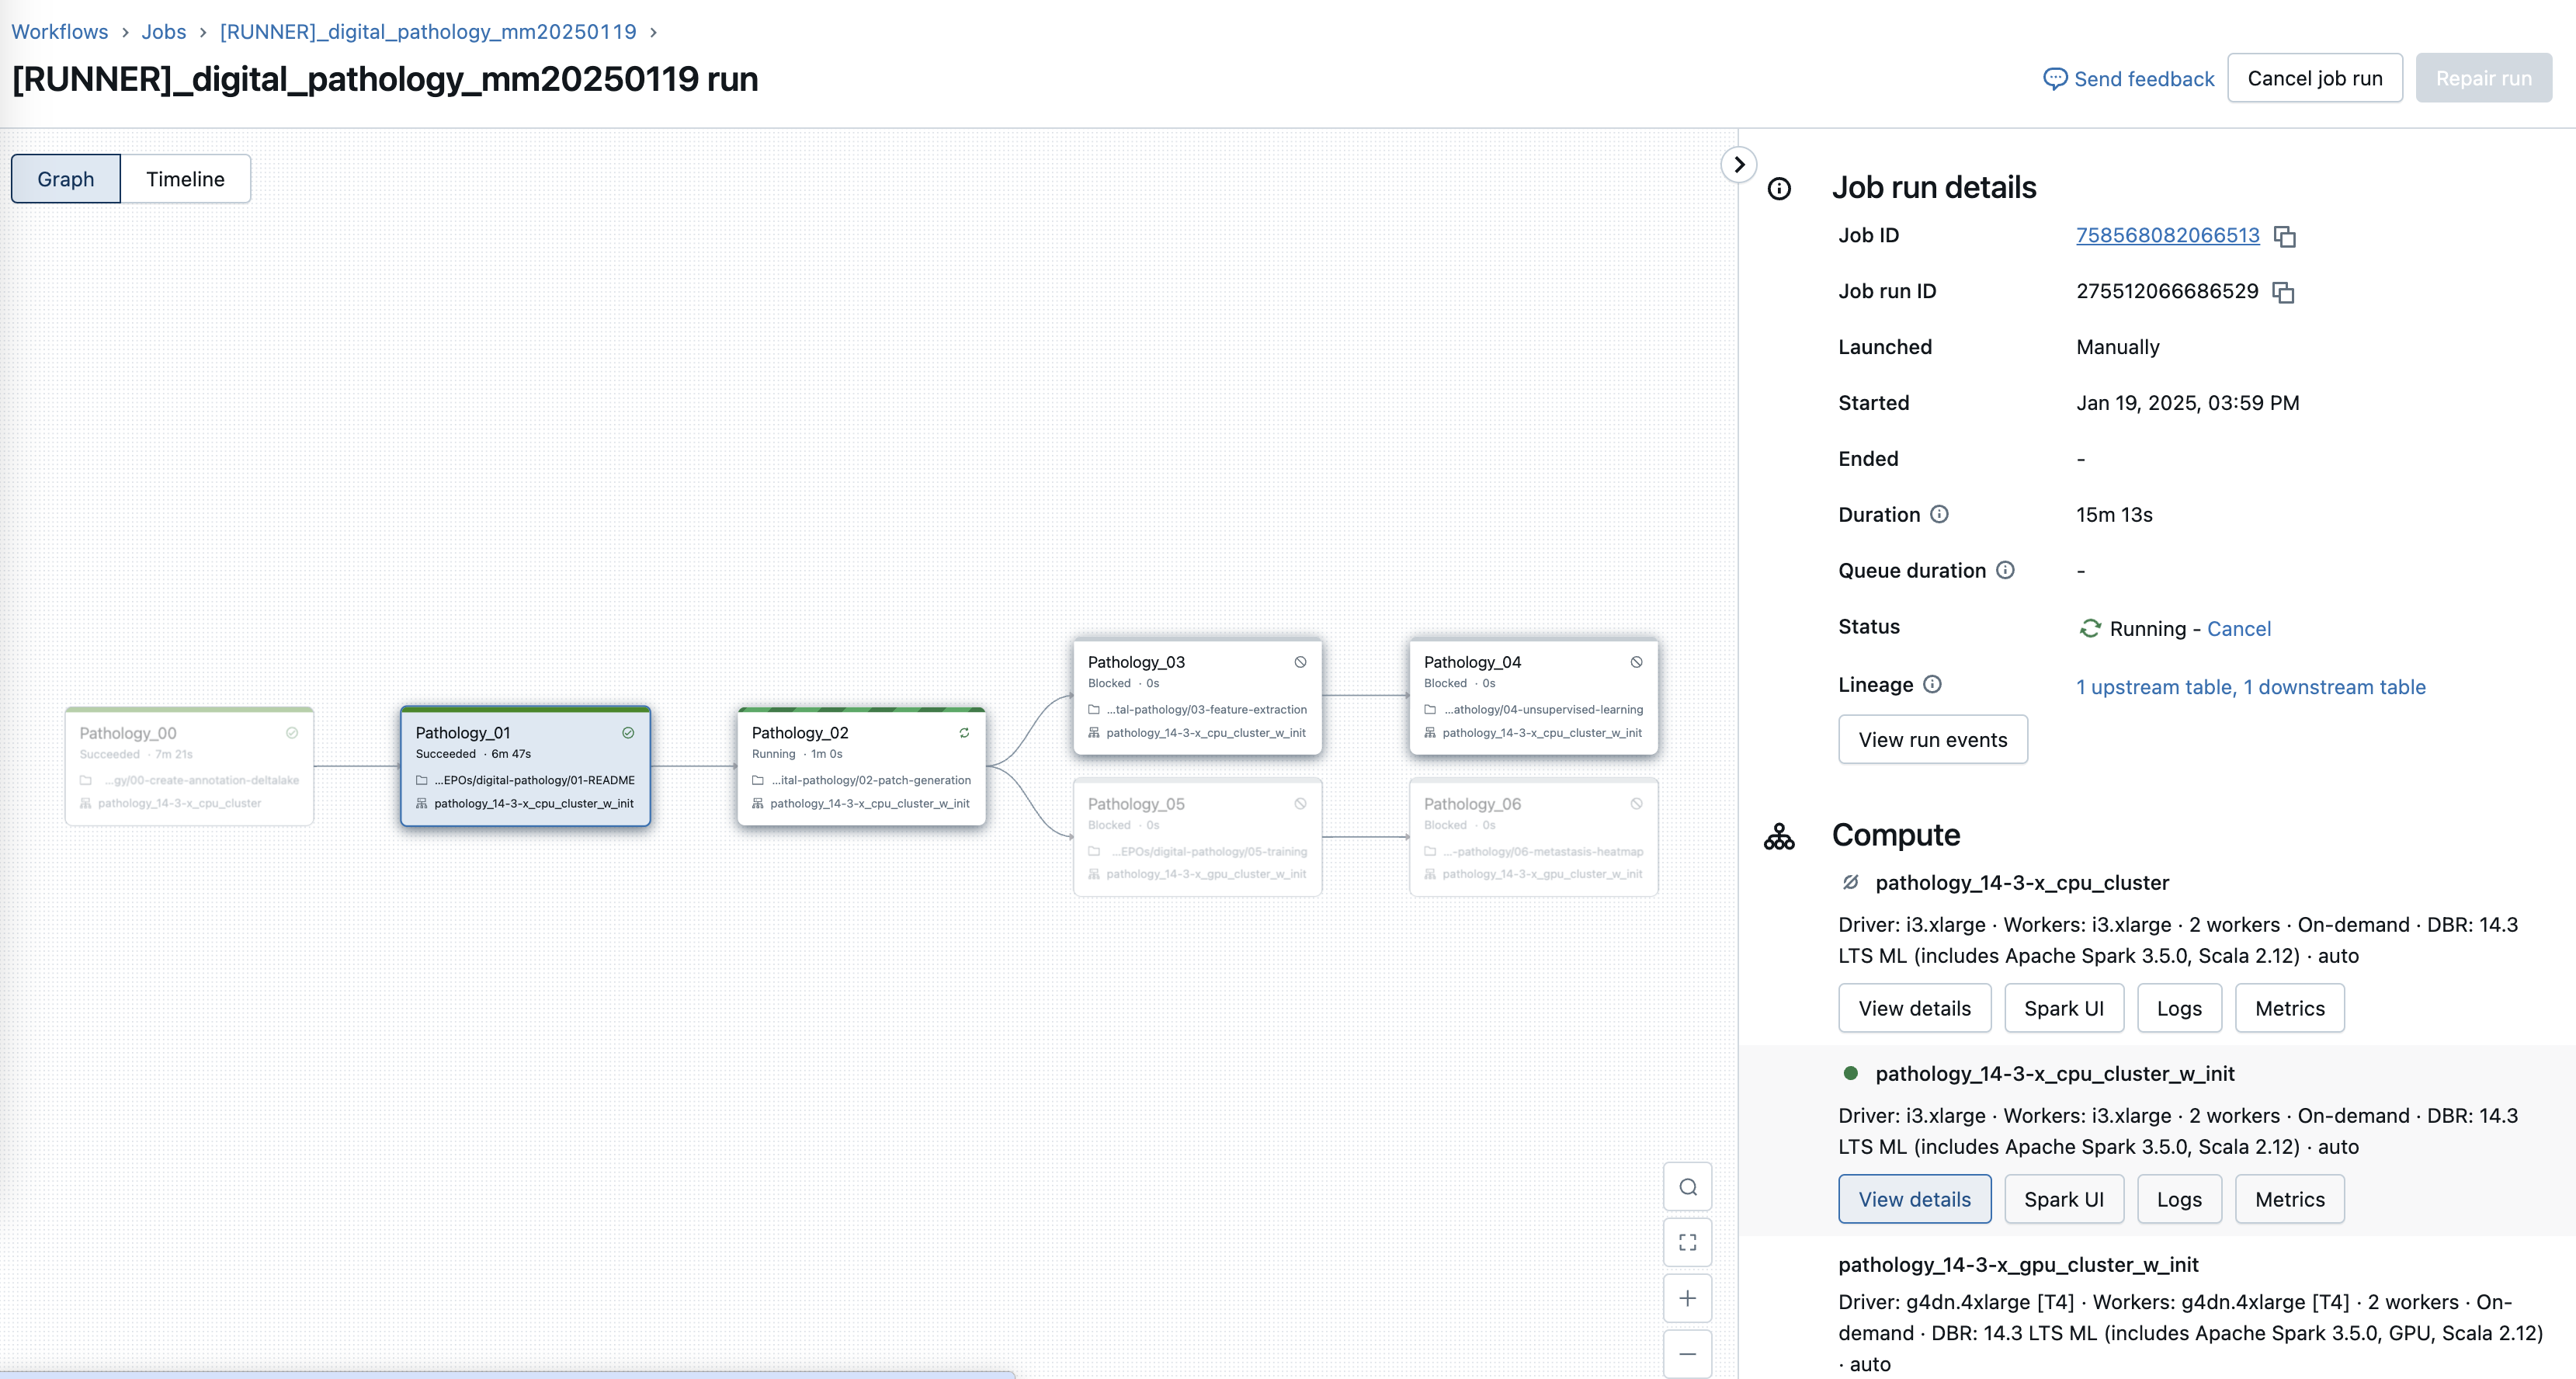 Workflows › Jobs › [RUNNER]_digital_pathology_mm20250119 ›
[RUNNER]_digital_pathology_mm20250119 run
Send feedback
Cancel job run
Repair run
Graph
Timeline
Pathology_00
Succeeded · 7m 21s
...gy/00-create-annotation-deltalake
pathology_14-3-x_cpu_cluster
Pathology_01
Succeeded · 6m 47s
...EPOs/digital-pathology/01-README
pathology_14-3-x_cpu_cluster_w_init
Pathology_02
Running · 1m 0s
...ital-pathology/02-patch-generation
pathology_14-3-x_cpu_cluster_w_init
Pathology_03
Blocked · 0s
...tal-pathology/03-feature-extraction
pathology_14-3-x_cpu_cluster_w_init
Pathology_04
Blocked · 0s
...athology/04-unsupervised-learning
pathology_14-3-x_cpu_cluster_w_init
Pathology_05
Blocked · 0s
...EPOs/digital-pathology/05-training
pathology_14-3-x_gpu_cluster_w_init
Pathology_06
Blocked · 0s
...-pathology/06-metastasis-heatmap
pathology_14-3-x_gpu_cluster_w_init
Job run details
Job ID 758568082066513
Job run ID 275512066686529
Launched Manually
Started Jan 19, 2025, 03:59 PM
Ended -
Duration 15m 13s
Queue duration -
Status Running - Cancel
Lineage 1 upstream table, 1 downstream table
View run events
Compute
pathology_14-3-x_cpu_cluster
Driver: i3.xlarge · Workers: i3.xlarge · 2 workers · On-demand · DBR: 14.3
LTS ML (includes Apache Spark 3.5.0, Scala 2.12) · auto
View details Spark UI Logs Metrics
pathology_14-3-x_cpu_cluster_w_init
Driver: i3.xlarge · Workers: i3.xlarge · 2 workers · On-demand · DBR: 14.3
LTS ML (includes Apache Spark 3.5.0, Scala 2.12) · auto
View details Spark UI Logs Metrics
pathology_14-3-x_gpu_cluster_w_init
Driver: g4dn.4xlarge [T4] · Workers: g4dn.4xlarge [T4] · 2 workers · On-
demand · DBR: 14.3 LTS ML (includes Apache Spark 3.5.0, GPU, Scala 2.12)
· auto